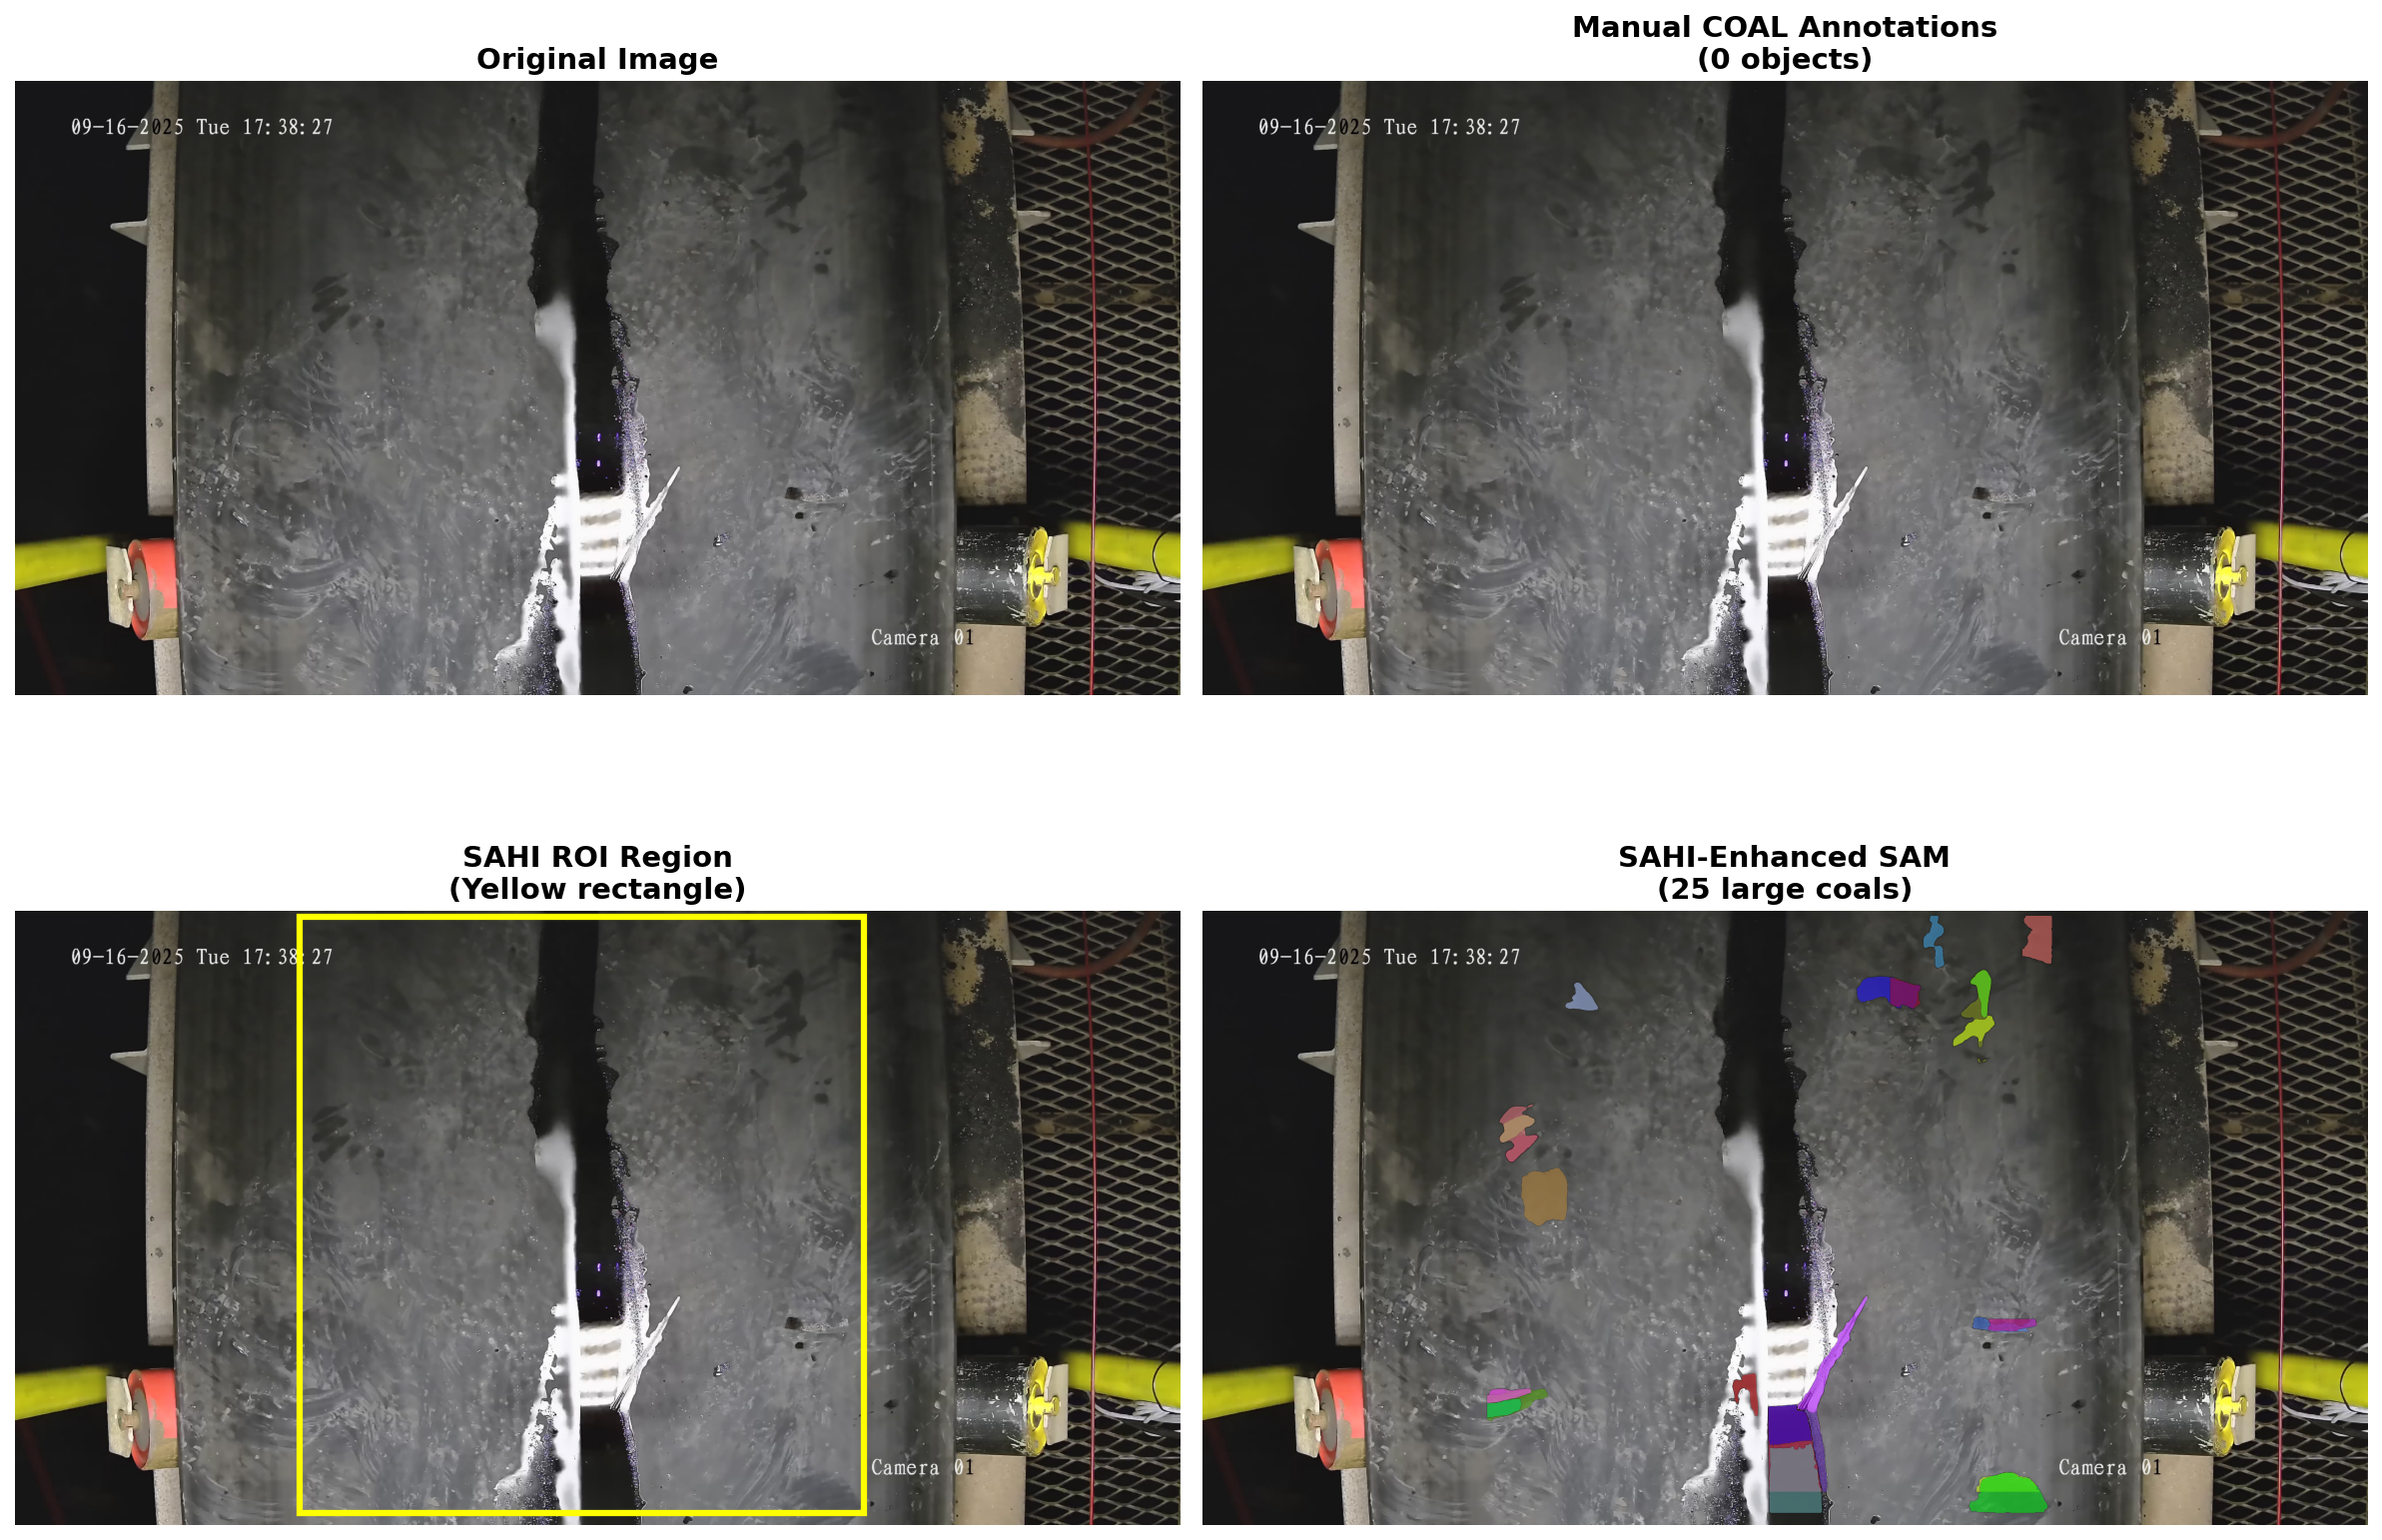 Original Image
09-16-2025 Tue 17:38:27
Camera 01
Manual COAL Annotations
(0 objects)
09-16-2025 Tue 17:38:27
Camera 01
SAHI ROI Region
(Yellow rectangle)
09-16-2025 Tue 17:38:27
Camera 01
SAHI-Enhanced SAM
(25 large coals)
09-16-2025 Tue 17:38:27
Camera 01